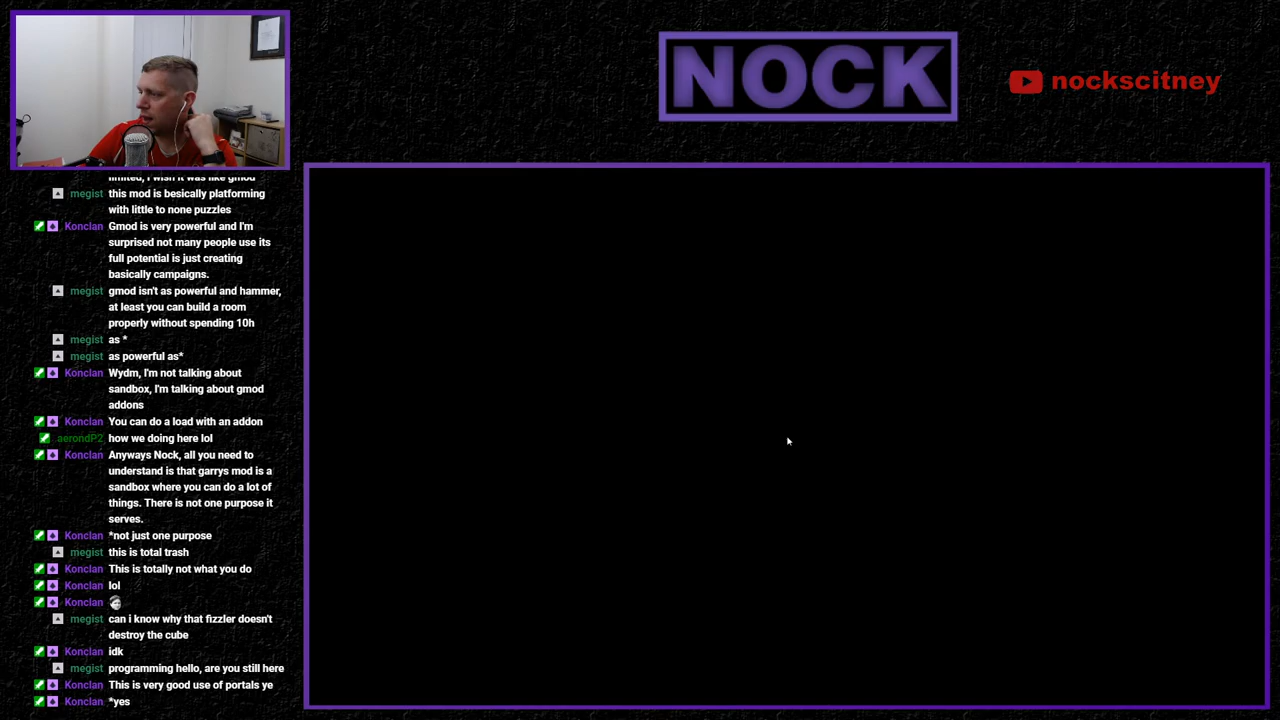 NOCK
nockscitney
limited, I wish it was like gmod
megist this mod is besically platforming
with little to none puzzles
Konclan Gmod is very powerful and I'm
surprised not many people use its
full potential is just creating
basically campaigns.
megist gmod isn't as powerful and hammer,
at least you can build a room
properly without spending 10h
megist as *
megist as powerful as*
Konclan Wydm, I'm not talking about
sandbox, I'm talking about gmod
addons
Konclan You can do a load with an addon
aerondP2 how we doing here lol
Konclan Anyways Nock, all you need to
understand is that garrys mod is a
sandbox where you can do a lot of
things. There is not one purpose it
serves.
Konclan *not just one purpose
megist this is total trash
Konclan This is totally not what you do
Konclan lol
Konclan
megist can i know why that fizzler doesn't
destroy the cube
Konclan idk
megist programming hello, are you still here
Konclan This is very good use of portals ye
Konclan *yes